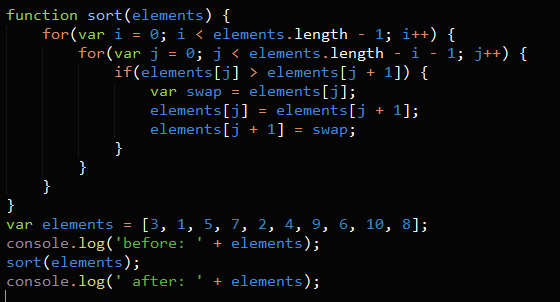 function sort(elements) {
    for(var i = 0; i < elements.length - 1; i++) {
        for(var j = 0; j < elements.length - i - 1; j++) {
            if(elements[j] > elements[j + 1]) {
                var swap = elements[j];
                elements[j] = elements[j + 1];
                elements[j + 1] = swap;
            }
        }
    }
}
var elements = [3, 1, 5, 7, 2, 4, 9, 6, 10, 8];
console.log('before: ' + elements);
sort(elements);
console.log(' after: ' + elements);